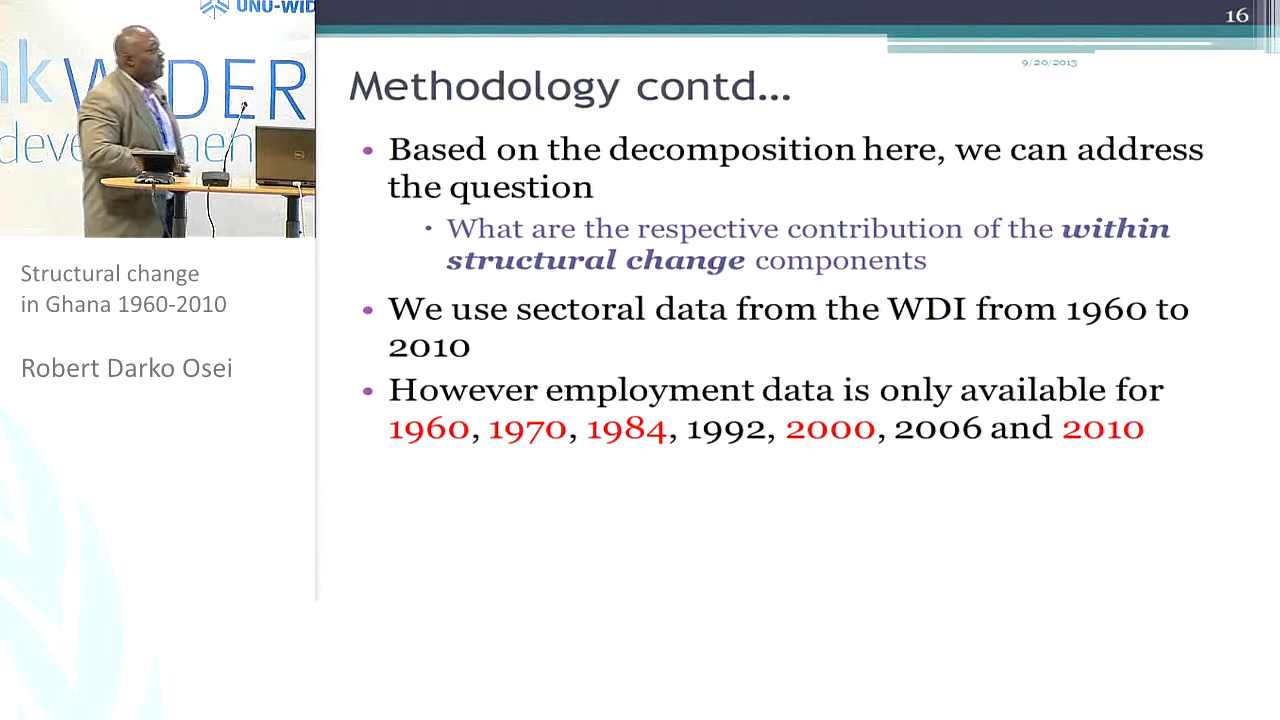 UNU-WID
nk WIDER
development
DELL
Structural change
in Ghana 1960-2010
Robert Darko Osei
16
9/20/2013
Methodology contd...
• Based on the decomposition here, we can address
the question
• What are the respective contribution of the within
structural change components
• We use sectoral data from the WDI from 1960 to
2010
• However employment data is only available for
1960, 1970, 1984, 1992, 2000, 2006 and 2010